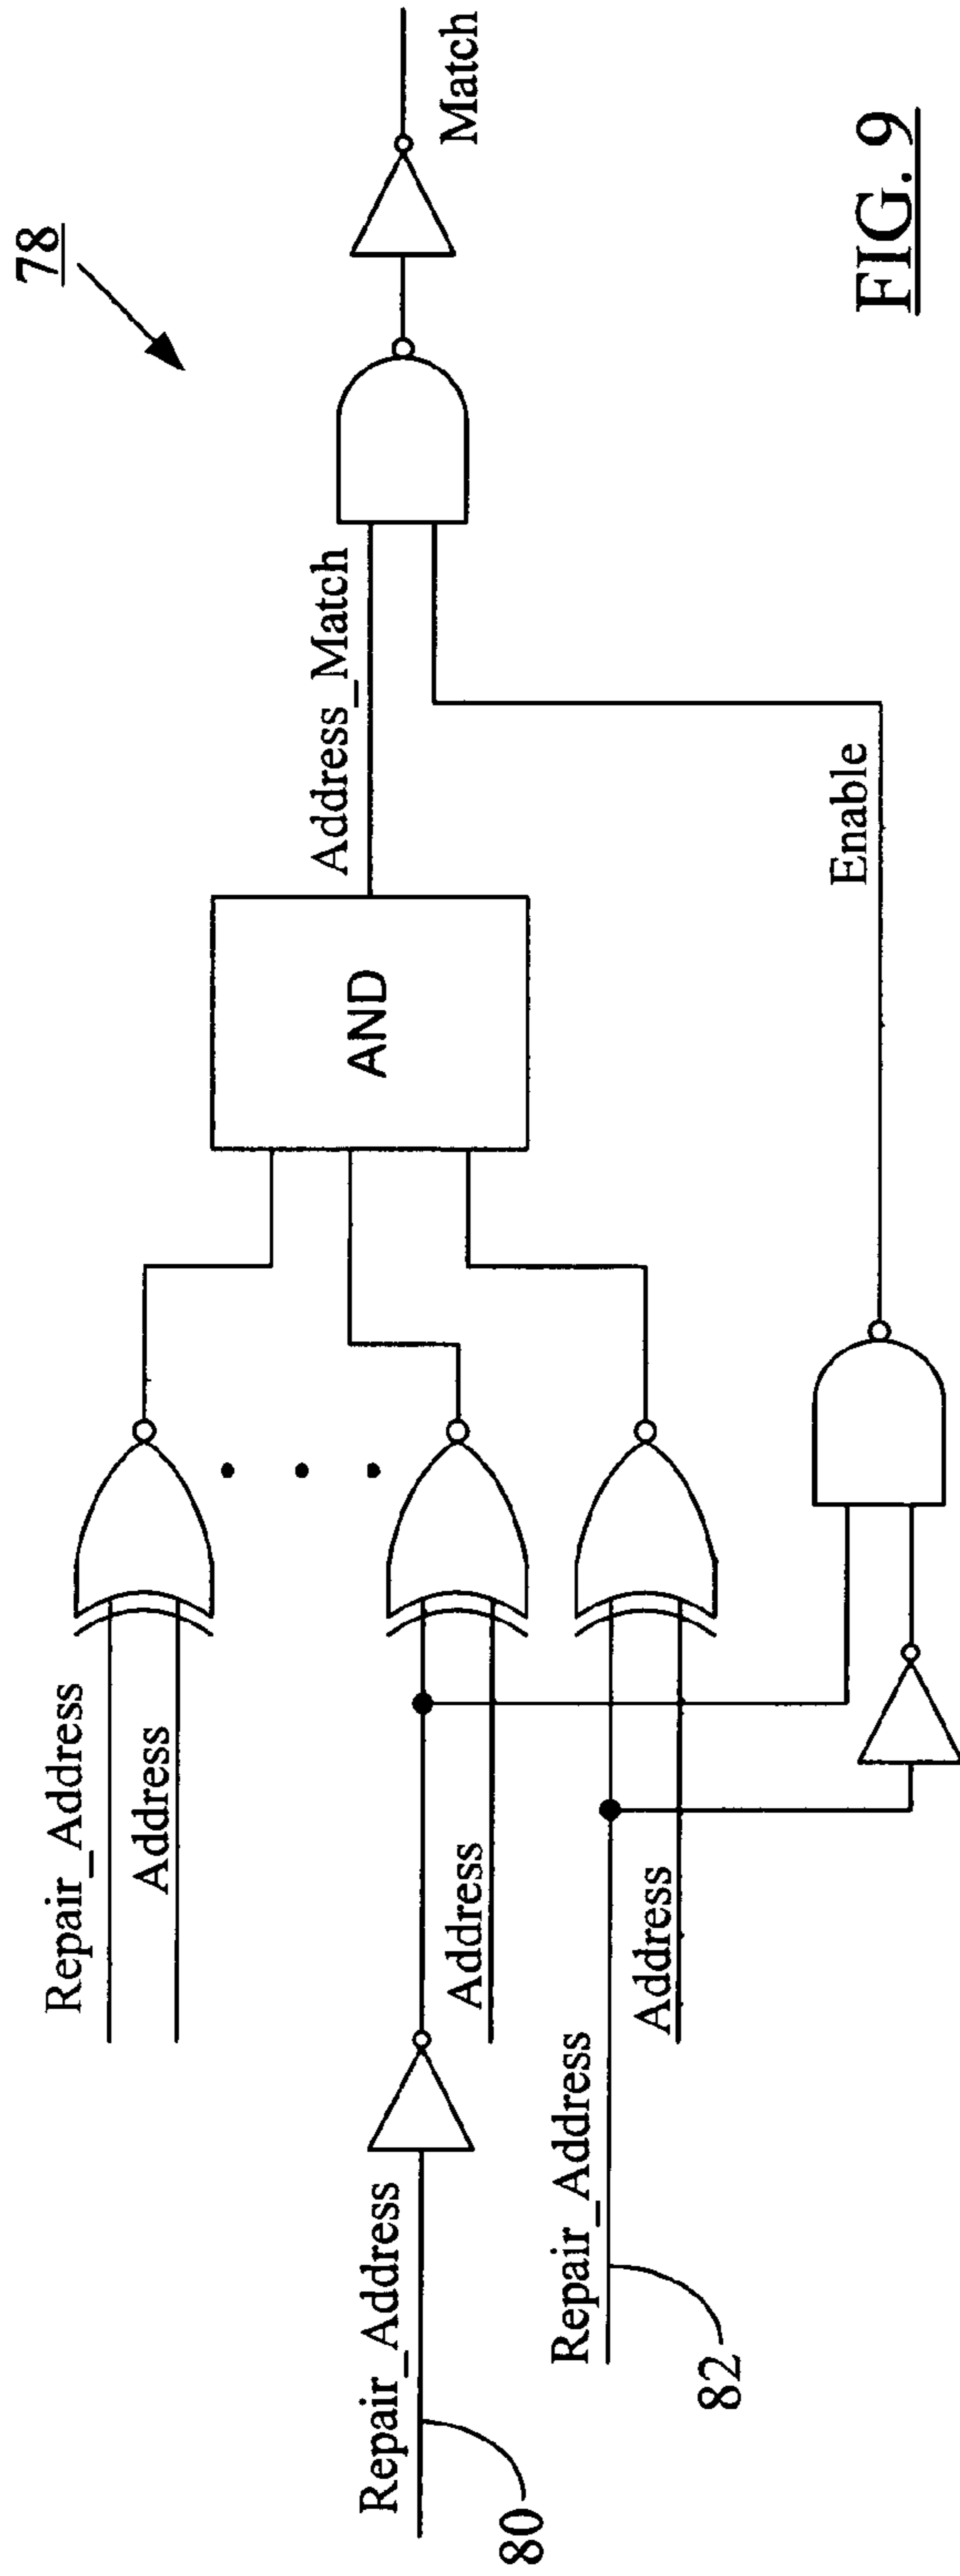 78
Repair_Address
Address
Repair_Address
80
Address
Repair_Address
82
Address
AND
Address_Match
Enable
Match
FIG. 9